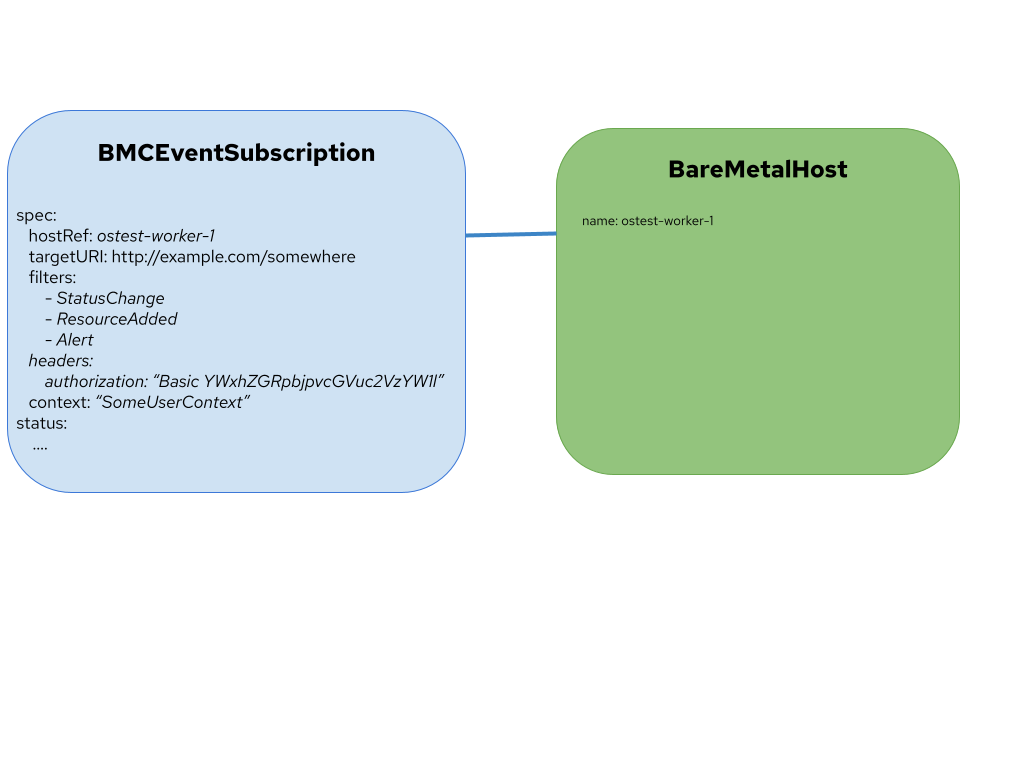 BMCEventSubscription
spec:
hostRef: ostest-worker-1
targetURI: http://example.com/somewhere
filters:
- StatusChange
- ResourceAdded
- Alert
headers:
authorization: “Basic YWxhZGRpbjpvcGVuc2VzYW1l”
context: “SomeUserContext”
status:
....
BareMetalHost
name: ostest-worker-1